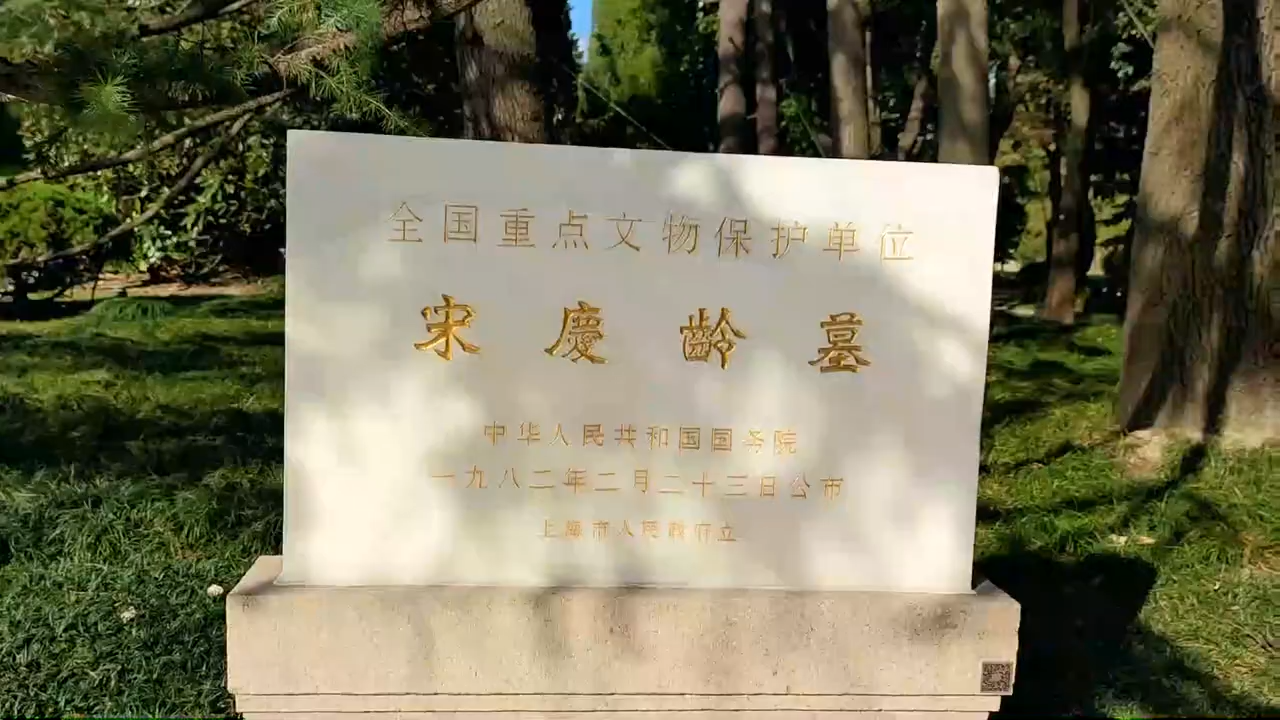 全国重点文物保护单位
宋慶齡墓
中华人民共和国国务院
一九八二年二月二十三日公布
上海市人民政府立